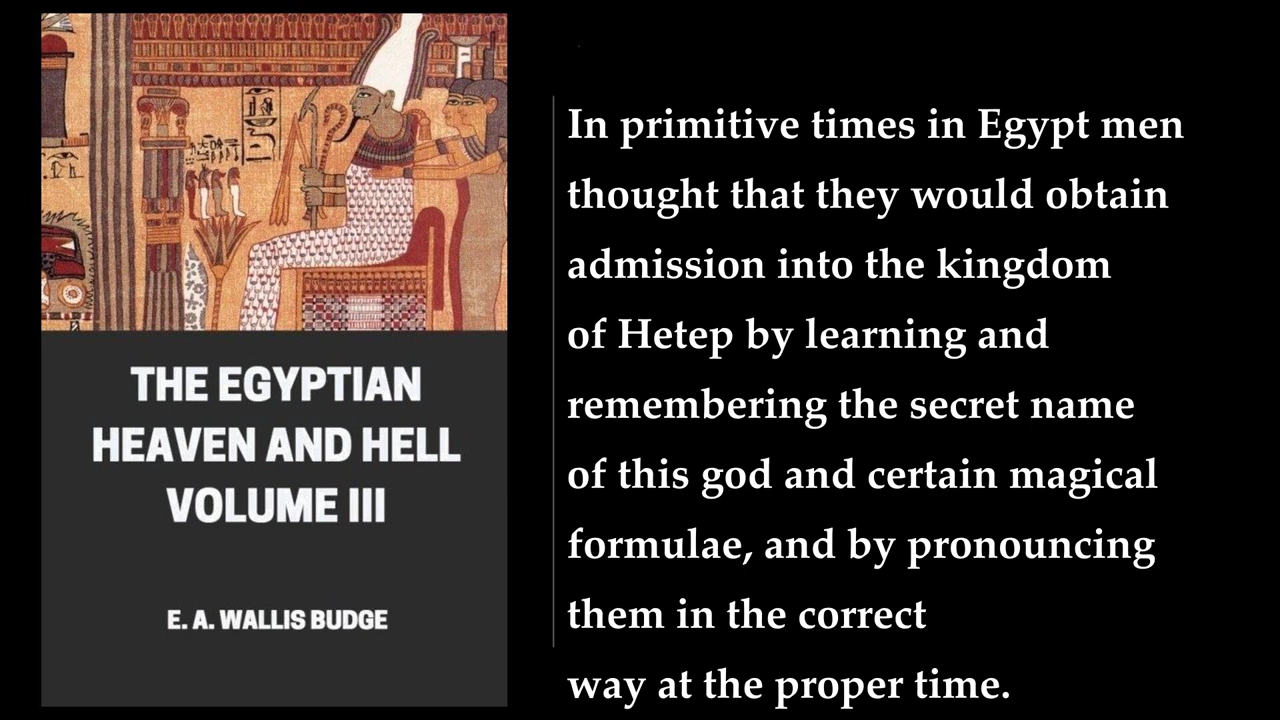 THE EGYPTIAN
HEAVEN AND HELL
VOLUME III
E. A. WALLIS BUDGE
In primitive times in Egypt men
thought that they would obtain
admission into the kingdom
of Hetep by learning and
remembering the secret name
of this god and certain magical
formulae, and by pronouncing
them in the correct
way at the proper time.